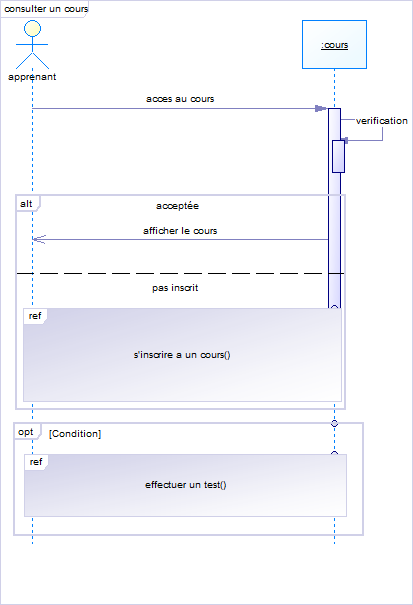 consulter un cours
:cours
apprenant
acces au cours
verification
alt
acceptée
afficher le cours
pas inscrit
ref
s'inscrire a un cours()
opt [Condition]
ref
effectuer un test()